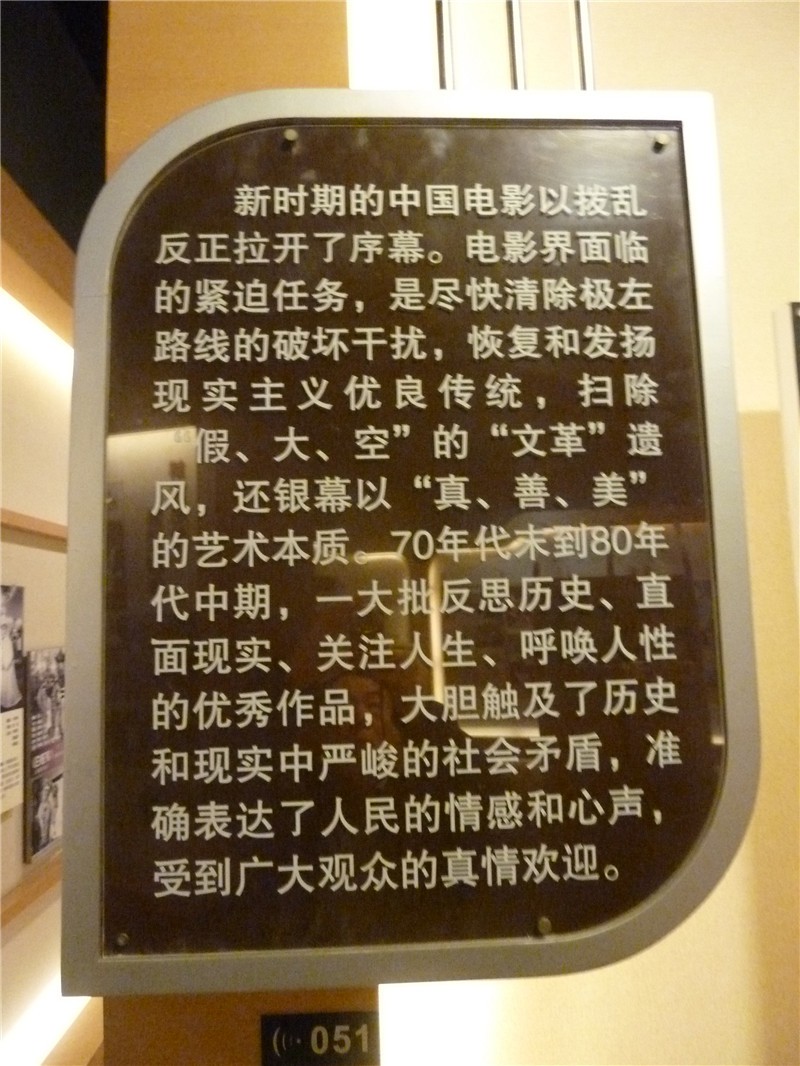 新时期的中国电影以拨乱
反正拉开了序幕。电影界面临
的紧迫任务，是尽快清除极左
路线的破坏干扰，恢复和发扬
现实主义优良传统，扫除
“假、大、空”的“文革”遗
风，还银幕以“真、善、美”
的艺术本质。70年代末到80年
代中期，一大批反思历史、直
面现实、关注人生、呼唤人性
的优秀作品，大胆触及了历史
和现实中严峻的社会矛盾，准
确表达了人民的情感和心声，
受到广大观众的真情欢迎。
051